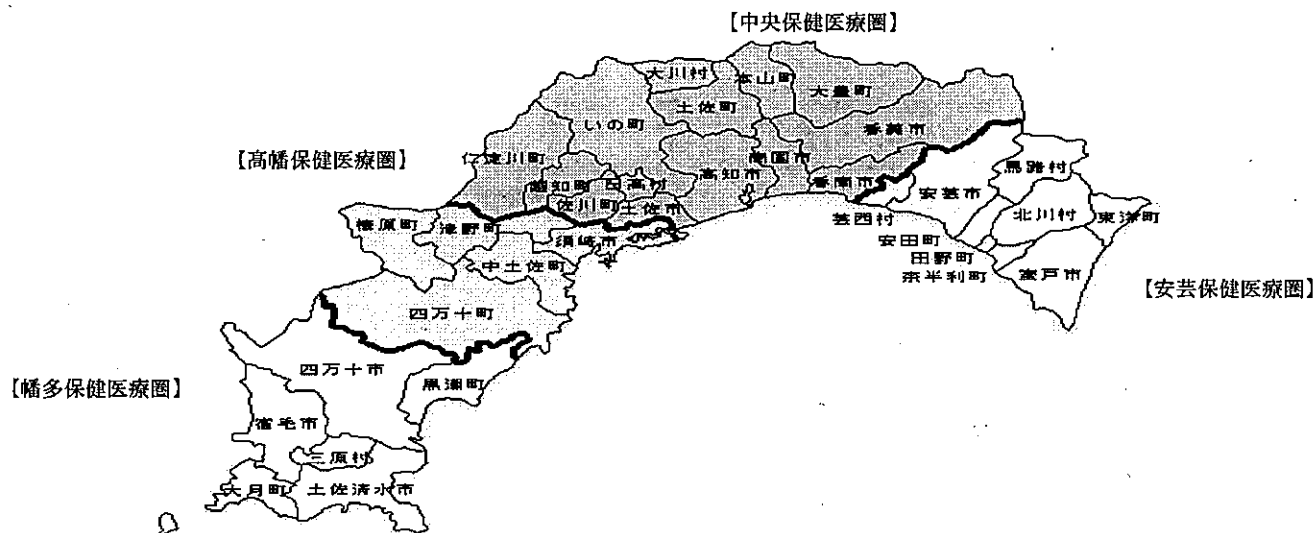 【中央保健医療圏】
大川村
本山町
大豊町
土佐町
いの町
香美市
【高幡保健医療圏】
仁淀川町
南国市
高知市
越知町
日高村
香南市
馬路村
安芸市
佐川町
土佐市
北川村
東洋町
梼原町
津野町
芸西村
須崎市
安田町
中土佐町
田野町
奈半利町
室戸市
【安芸保健医療圏】
四万十町
四万十市
黒潮町
【幡多保健医療圏】
宿毛市
三原村
大月町
土佐清水市